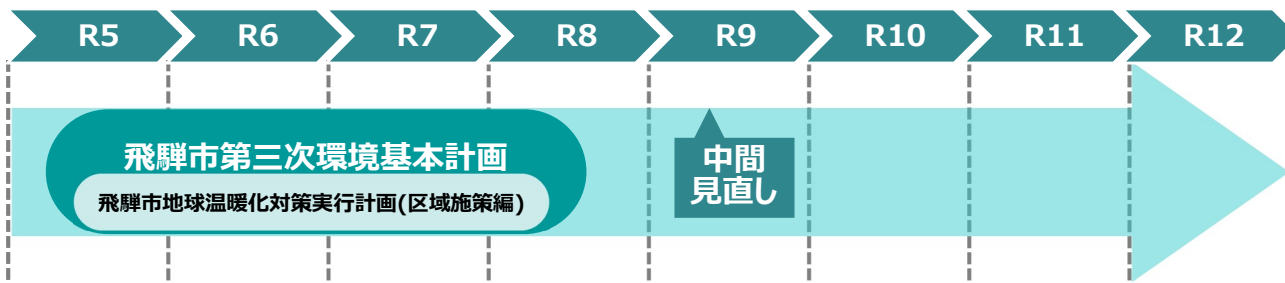 R5 R6 R7 R8 R9 R10 R11 R12
飛騨市第三次環境基本計画
飛騨市地球温暖化対策実行計画(区域施策編)
中間
見直し